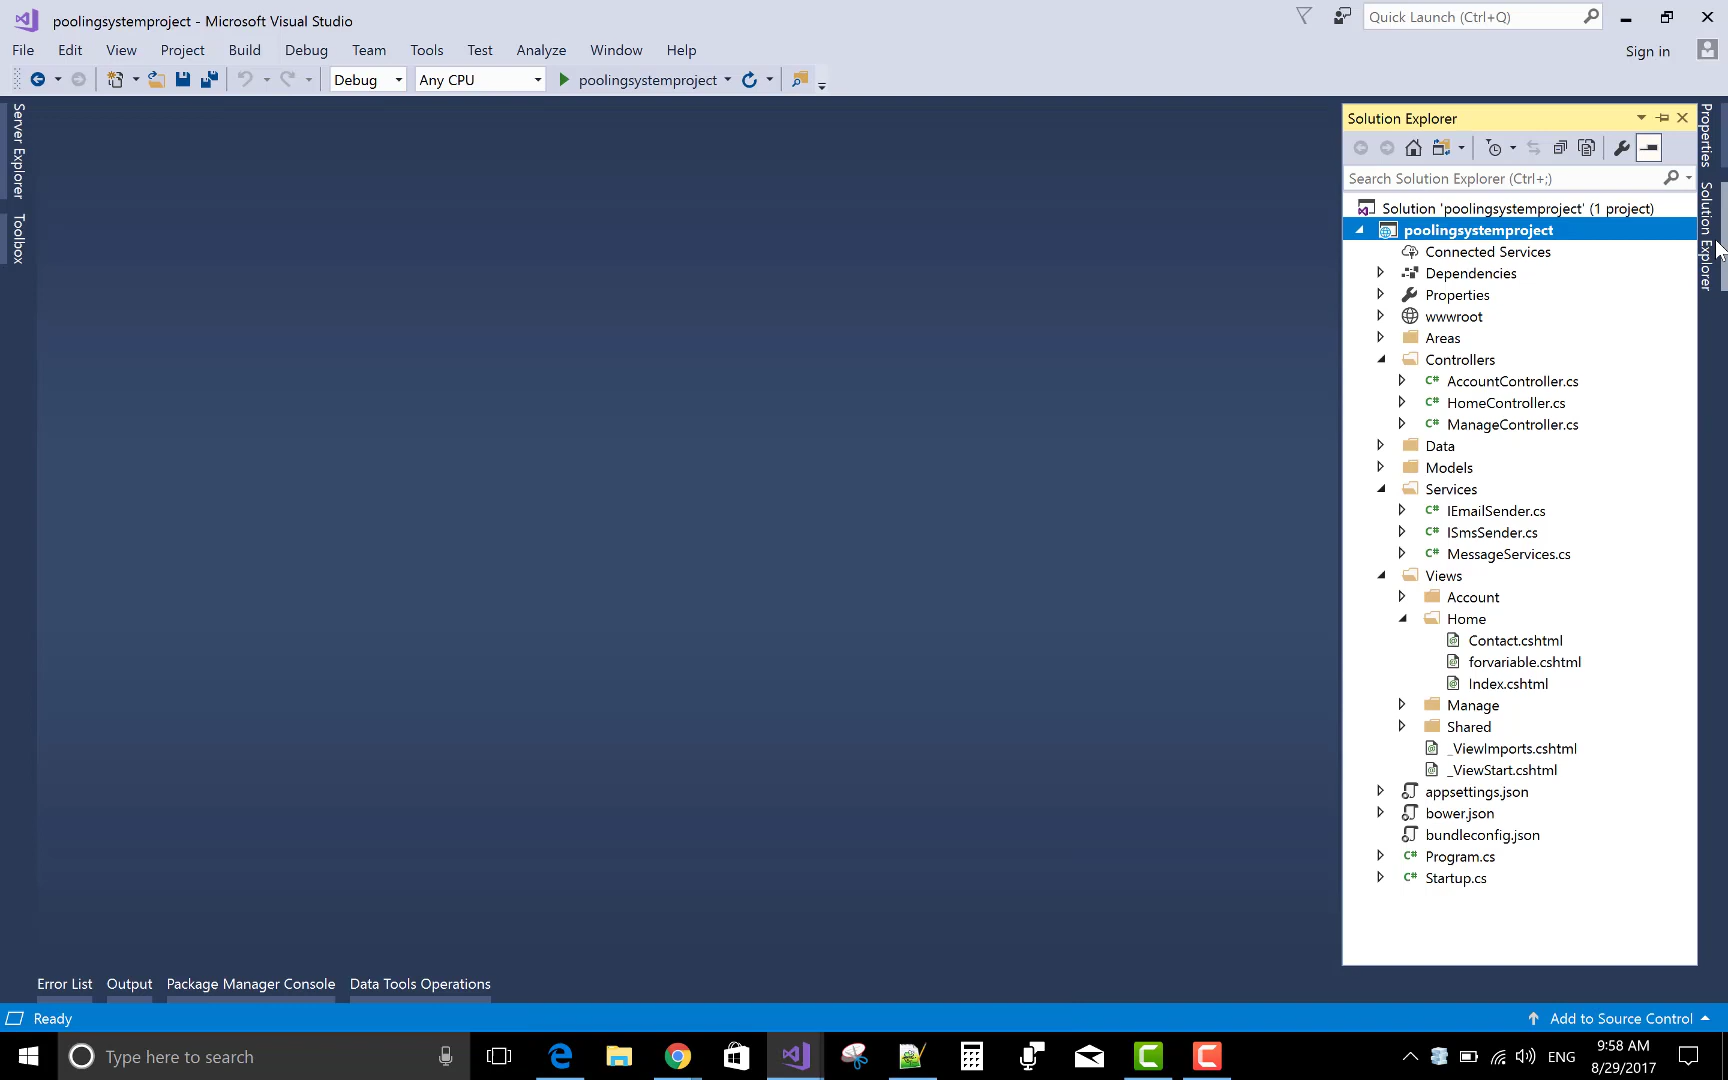 poolingsystemproject - Microsoft Visual Studio
Quick Launch (Ctrl+Q)
File Edit View Project Build Debug Team Tools Test Analyze Window Help
Sign in
Debug Any CPU poolingsystemproject
Server Explorer
Toolbox
Solution Explorer
Search Solution Explorer (Ctrl+;)
Solution 'poolingsystemproject' (1 project)
poolingsystemproject
Connected Services
Dependencies
Properties
wwwroot
Areas
Controllers
C# AccountController.cs
C# HomeController.cs
C# ManageController.cs
Data
Models
Services
C# IEmailSender.cs
C# ISmsSender.cs
C# MessageServices.cs
Views
Account
Home
Contact.cshtml
forvariable.cshtml
Index.cshtml
Manage
Shared
_ViewImports.cshtml
_ViewStart.cshtml
appsettings.json
bower.json
bundleconfig.json
C# Program.cs
C# Startup.cs
Properties
Solution Explorer
Error List Output Package Manager Console Data Tools Operations
Ready
Add to Source Control
Type here to search
ENG
9:58 AM
8/29/2017